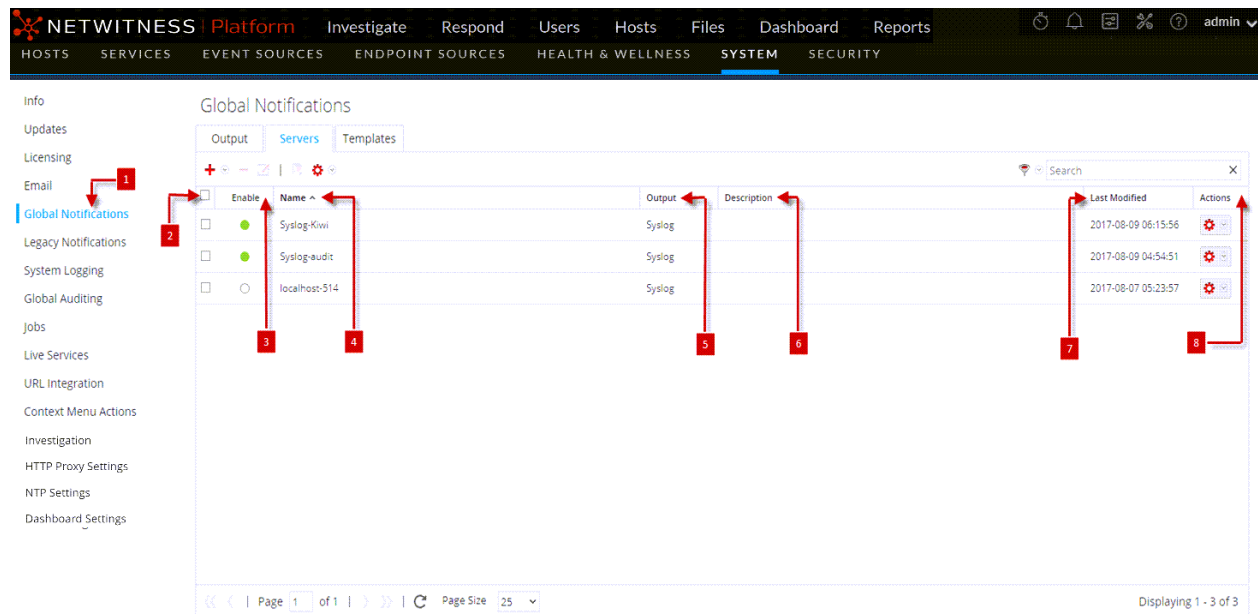 NETWITNESS Platform Investigate Respond Users Hosts Files Dashboard Reports admin
HOSTS SERVICES EVENT SOURCES ENDPOINT SOURCES HEALTH & WELLNESS SYSTEM SECURITY
Info
Updates
Licensing
Email
Global Notifications
Legacy Notifications
System Logging
Global Auditing
Jobs
Live Services
URL Integration
Context Menu Actions
Investigation
HTTP Proxy Settings
NTP Settings
Dashboard Settings
1
2
Global Notifications
Output Servers Templates
Search X
Enable Name Output Description Last Modified Actions
Syslog-Kiwi Syslog 2017-08-09 06:15:56
Syslog-audit Syslog 2017-08-09 04:54:51
localhost-514 Syslog 2017-08-07 05:23:57
3 4 5 6 7 8
Page 1 of 1 Page Size 25 Displaying 1 - 3 of 3